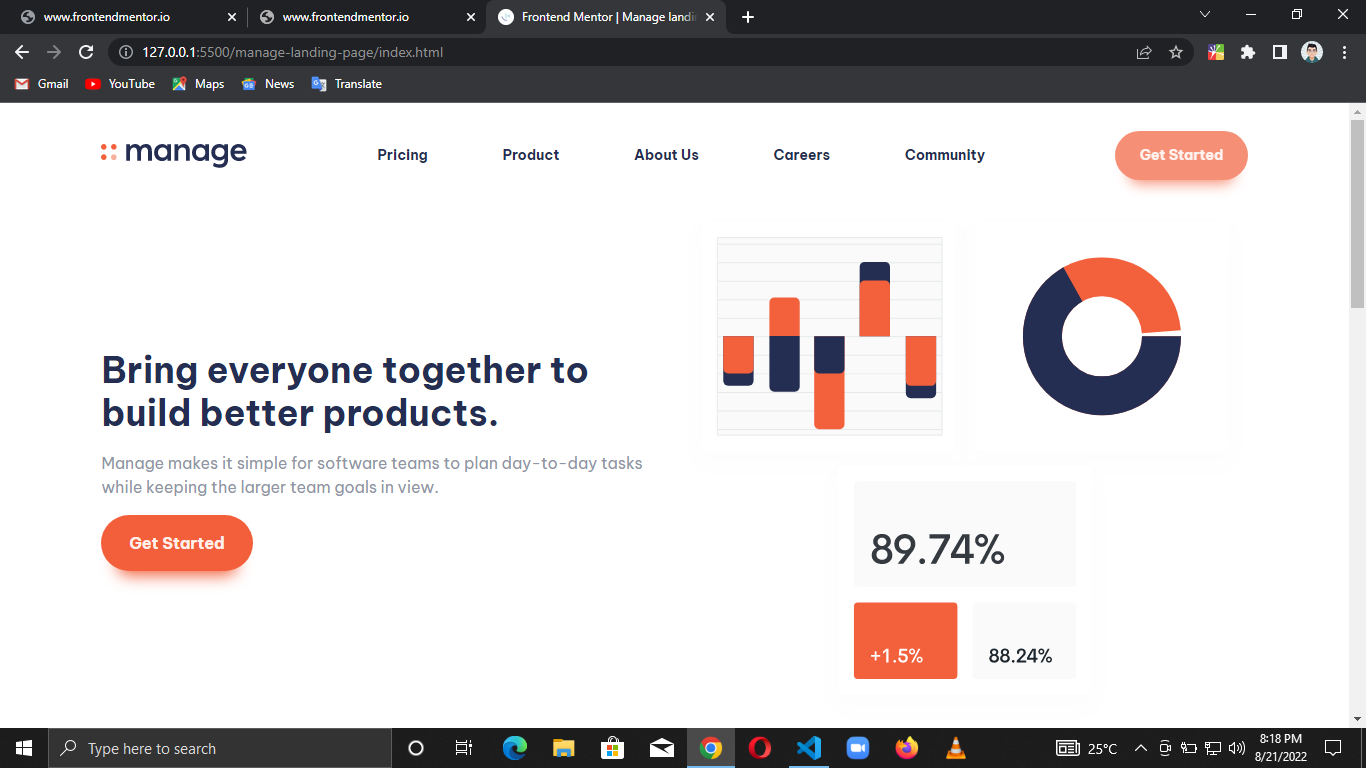 www.frontendmentor.io
www.frontendmentor.io
Frontend Mentor | Manage landi
127.0.0.1:5500/manage-landing-page/index.html
Gmail
YouTube
Maps
News
Translate
manage
Pricing
Product
About Us
Careers
Community
Get Started
Bring everyone together to
build better products.
Manage makes it simple for software teams to plan day-to-day tasks
while keeping the larger team goals in view.
Get Started
89.74%
+1.5%
88.24%
Type here to search
25°C
8:18 PM
8/21/2022